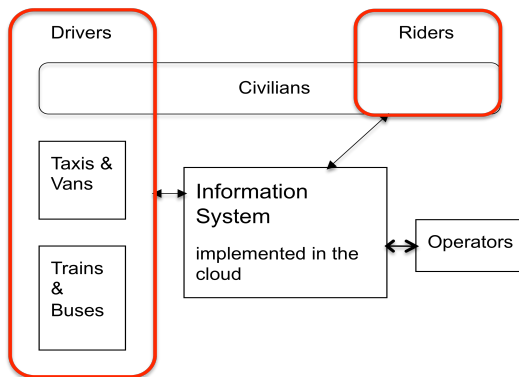 Drivers
Riders
Civilians
Taxis &
Vans
Information
System
implemented in the
cloud
Operators
Trains
&
Buses